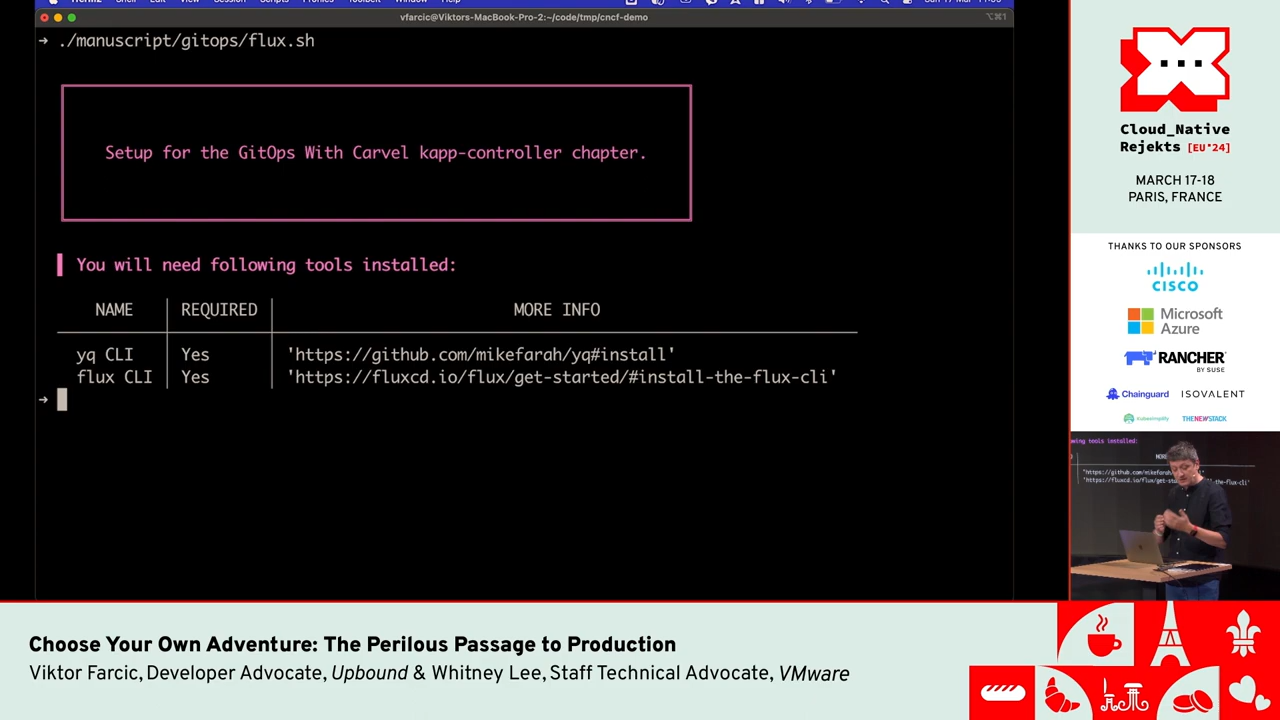 vfarcic@Viktors-MacBook-Pro-2:~/code/tmp/cncf-demo
⌥⌘1
→ ./manuscript/gitops/flux.sh
Setup for the GitOps With Carvel kapp-controller chapter.
You will need following tools installed:
NAME | REQUIRED | MORE INFO
yq CLI | Yes | 'https://github.com/mikefarah/yq#install'
flux CLI | Yes | 'https://fluxcd.io/flux/get-started/#install-the-flux-cli'
→
Cloud_Native
Rejekts [EU'24]
MARCH 17-18
PARIS, FRANCE
THANKS TO OUR SPONSORS
CISCO
Microsoft
Azure
RANCHER
BY SUSE
Chainguard
ISOVALENT
kubesimplify
THENEWSTACK
Choose Your Own Adventure: The Perilous Passage to Production
Viktor Farcic, Developer Advocate, Upbound & Whitney Lee, Staff Technical Advocate, VMware